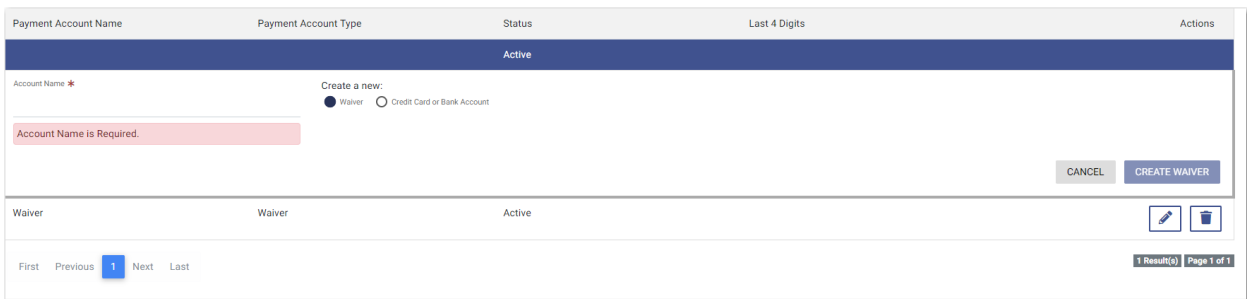 Payment Account Name Payment Account Type Status Last 4 Digits Actions
Active
Account Name * Create a new:
Waiver Credit Card or Bank Account
Account Name is Required.
CANCEL CREATE WAIVER
Waiver Waiver Active
First Previous 1 Next Last 1 Result(s) Page 1 of 1